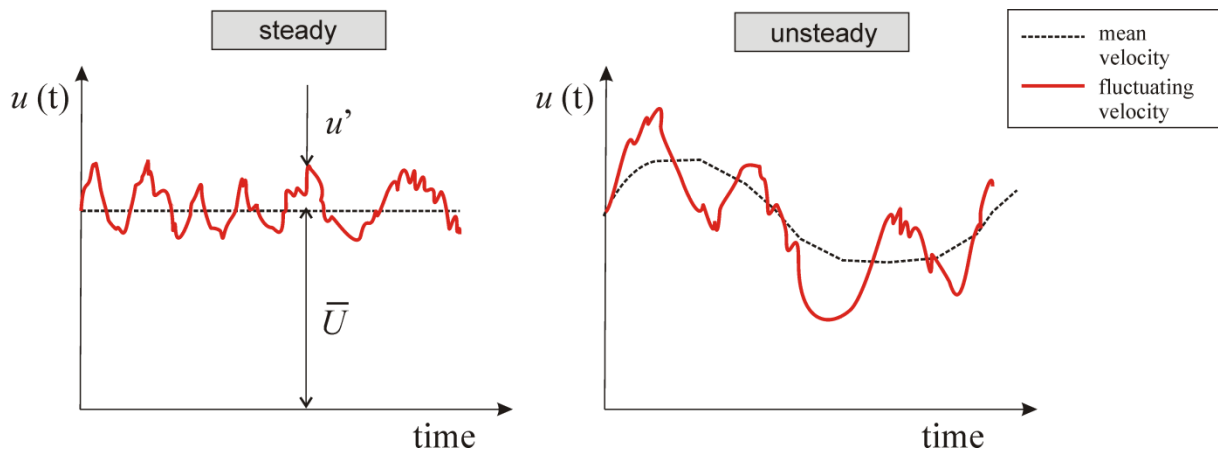 steady
u (t)
u’
U̅
time
unsteady
u (t)
time
mean
velocity
fluctuating
velocity